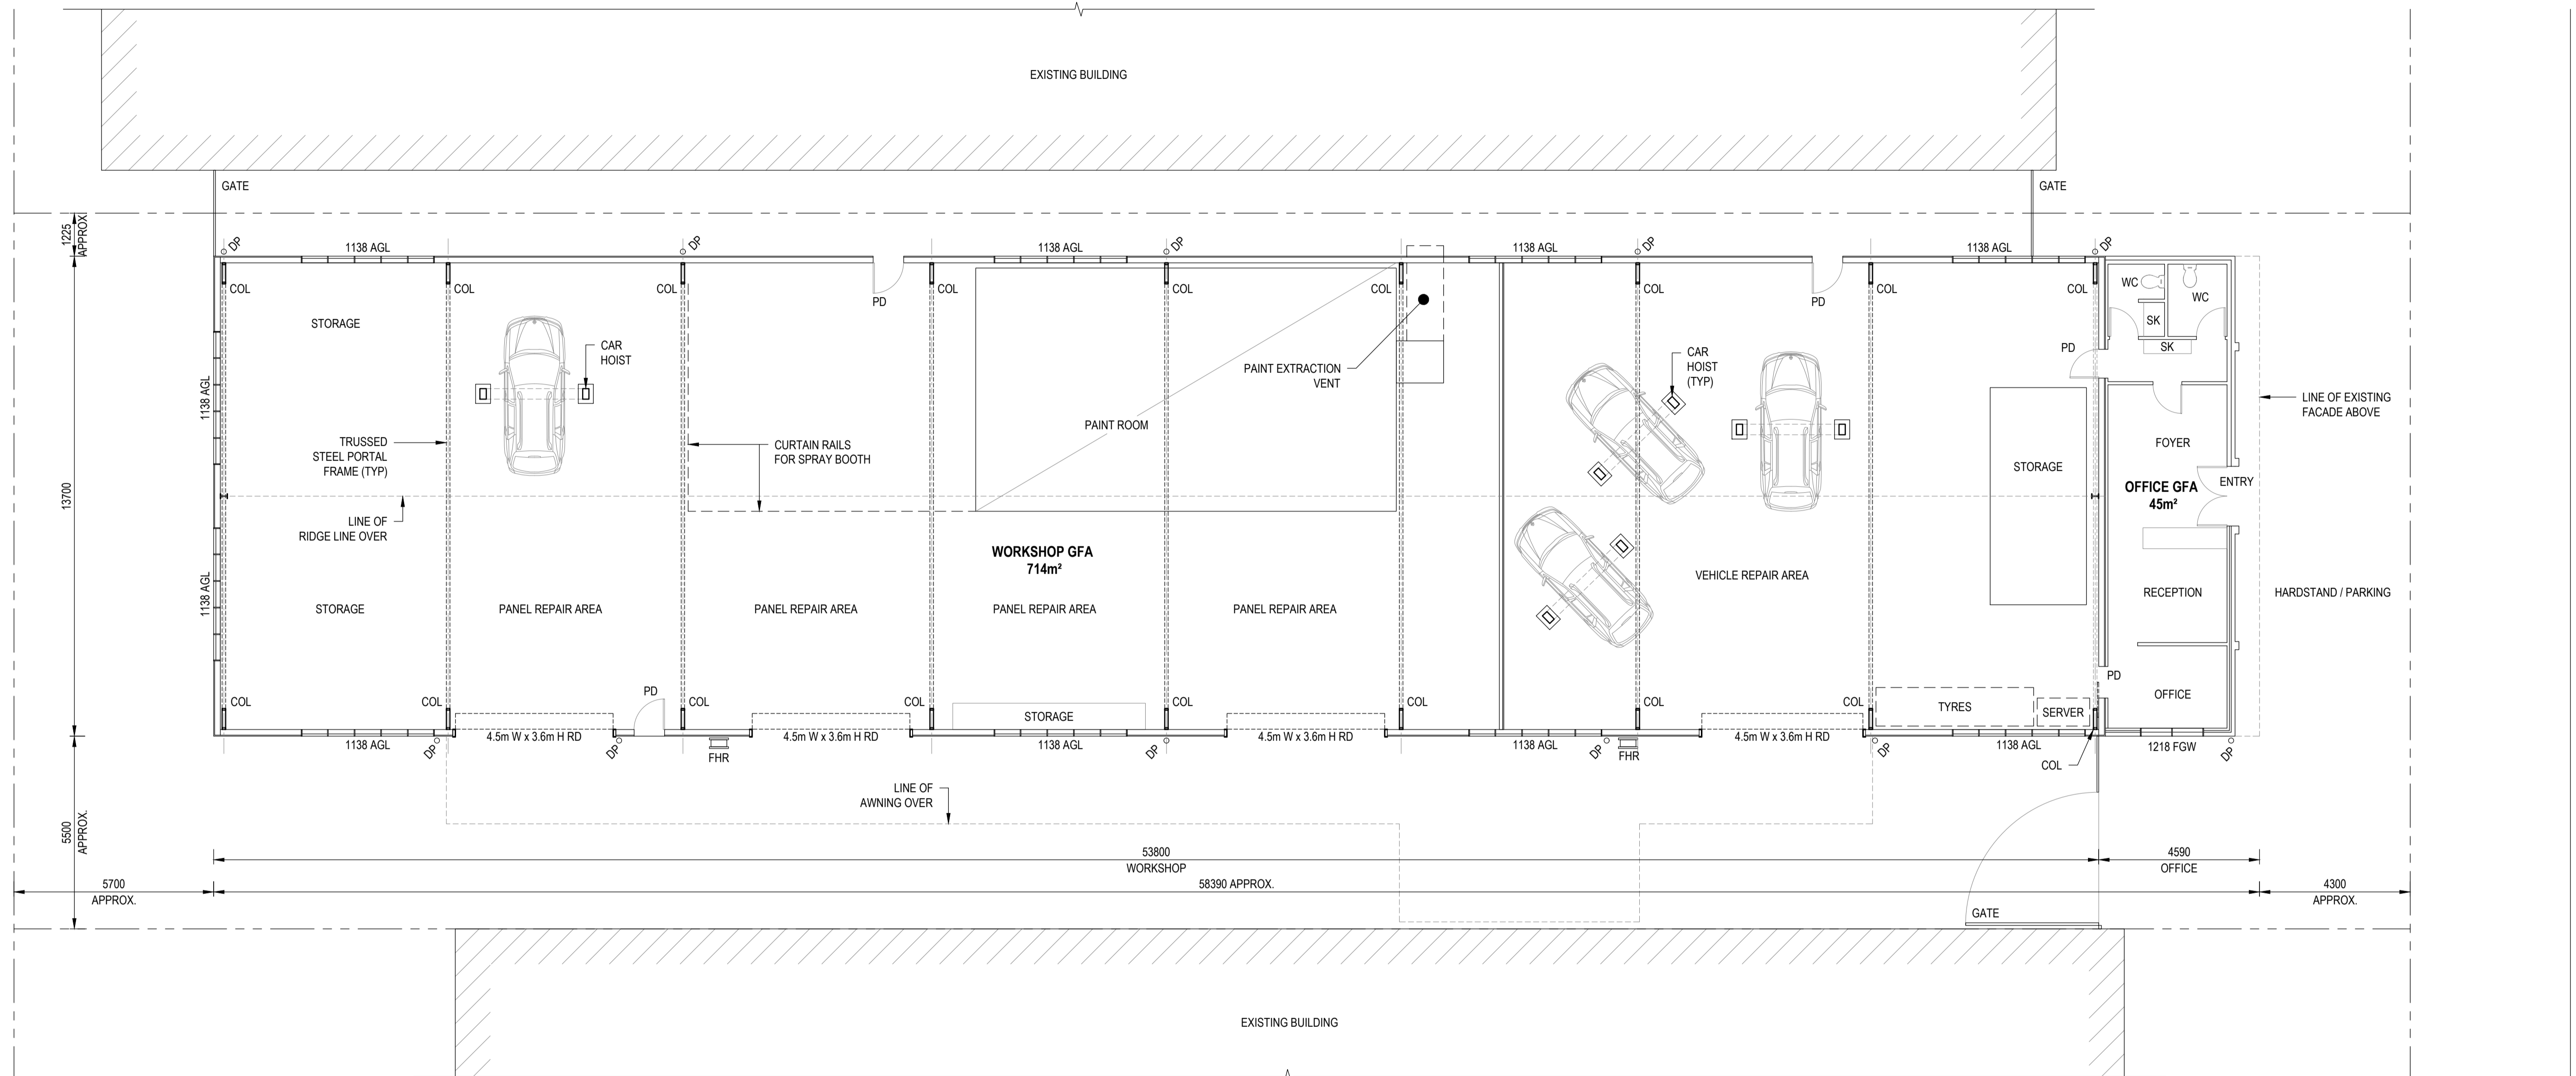 EXISTING BUILDING
GATE
GATE
1225
APPROX
DP
1138 AGL
DP
1138 AGL
DP
1138 AGL
DP
1138 AGL
DP
COL
COL
COL
PD
COL
COL
COL
COL
PD
COL
COL
WC
WC
SK
SK
PD
STORAGE
CAR
HOIST
CAR
HOIST
(TYP)
PAINT EXTRACTION
VENT
1138 AGL
LINE OF EXISTING
FACADE ABOVE
PAINT ROOM
TRUSSED
STEEL PORTAL
FRAME (TYP)
CURTAIN RAILS
FOR SPRAY BOOTH
FOYER
STORAGE
ENTRY
OFFICE GFA
45m²
13700
LINE OF
RIDGE LINE OVER
WORKSHOP GFA
714m²
VEHICLE REPAIR AREA
1138 AGL
STORAGE
PANEL REPAIR AREA
PANEL REPAIR AREA
PANEL REPAIR AREA
PANEL REPAIR AREA
RECEPTION
HARDSTAND / PARKING
PD
OFFICE
COL
COL
PD
COL
COL
COL
COL
COL
COL
STORAGE
TYRES
SERVER
1138 AGL
DP
4.5m W x 3.6m H RD
DP
FHR
4.5m W x 3.6m H RD
1138 AGL
DP
4.5m W x 3.6m H RD
1138 AGL
DP
FHR
4.5m W x 3.6m H RD
DP
1138 AGL
COL
1218 FGW
DP
LINE OF
AWNING OVER
5500
APPROX.
53800
WORKSHOP
4590
OFFICE
5700
APPROX.
58390 APPROX.
4300
APPROX.
GATE
EXISTING BUILDING